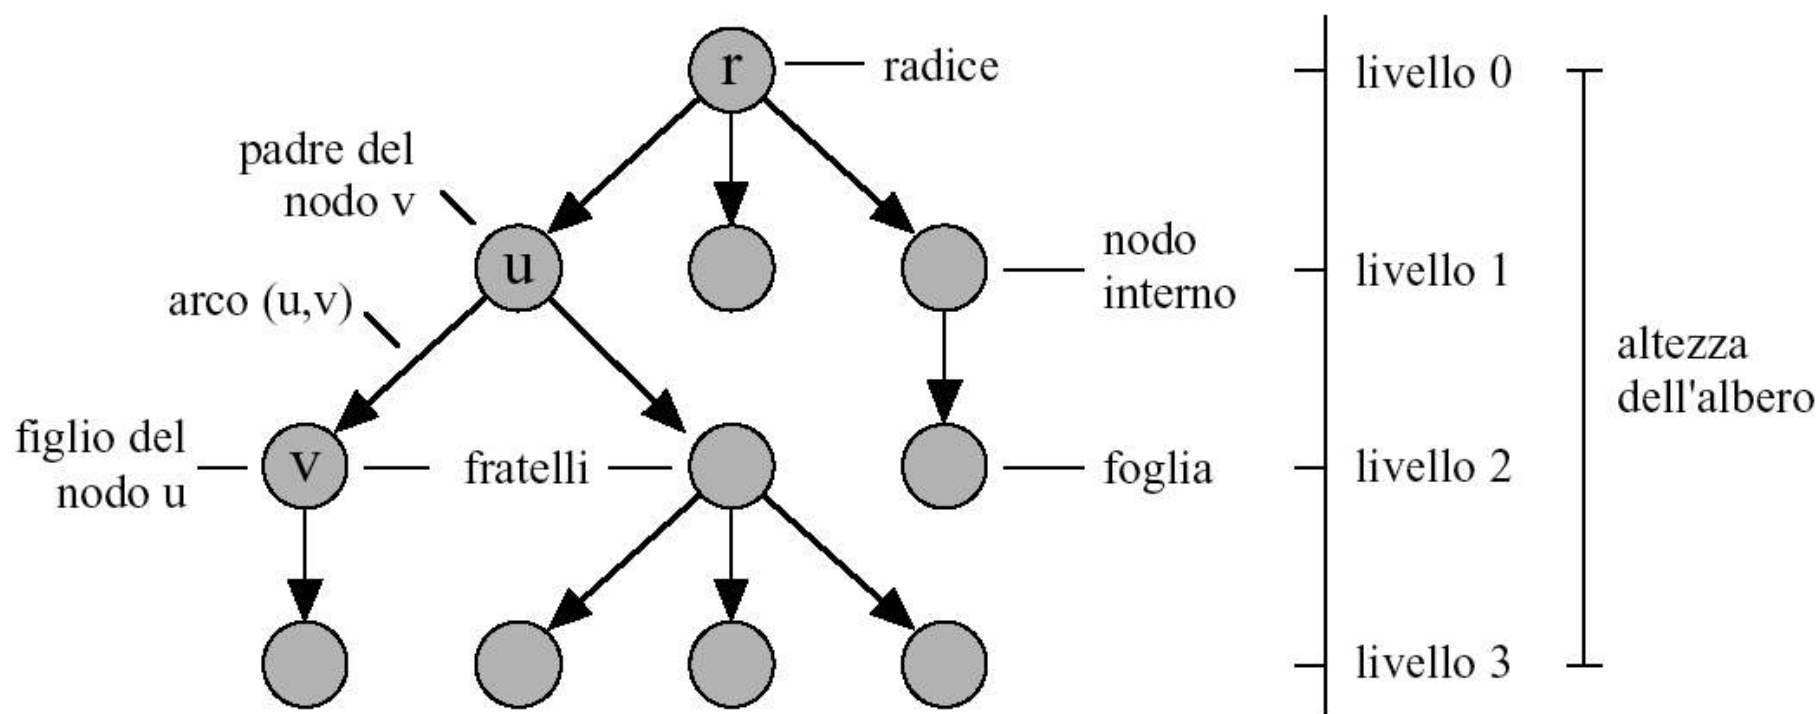 r
radice
livello 0
padre del
nodo v
u
nodo
interno
livello 1
arco (u,v)
altezza
dell'albero
figlio del
nodo u
v
fratelli
foglia
livello 2
livello 3